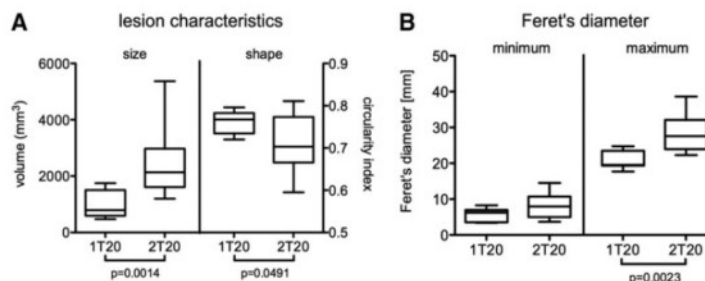 A lesion characteristics
size shape
volume (mm³)
6000
4000
2000
0
0.9
0.8
0.7
0.6
0.5
circularity index
1T20 2T20 1T20 2T20
p=0.0014 p=0.0491
B Feret's diameter
minimum maximum
Feret's diameter [mm]
50
40
30
20
10
0
1T20 2T20 1T20 2T20
p=0.0023